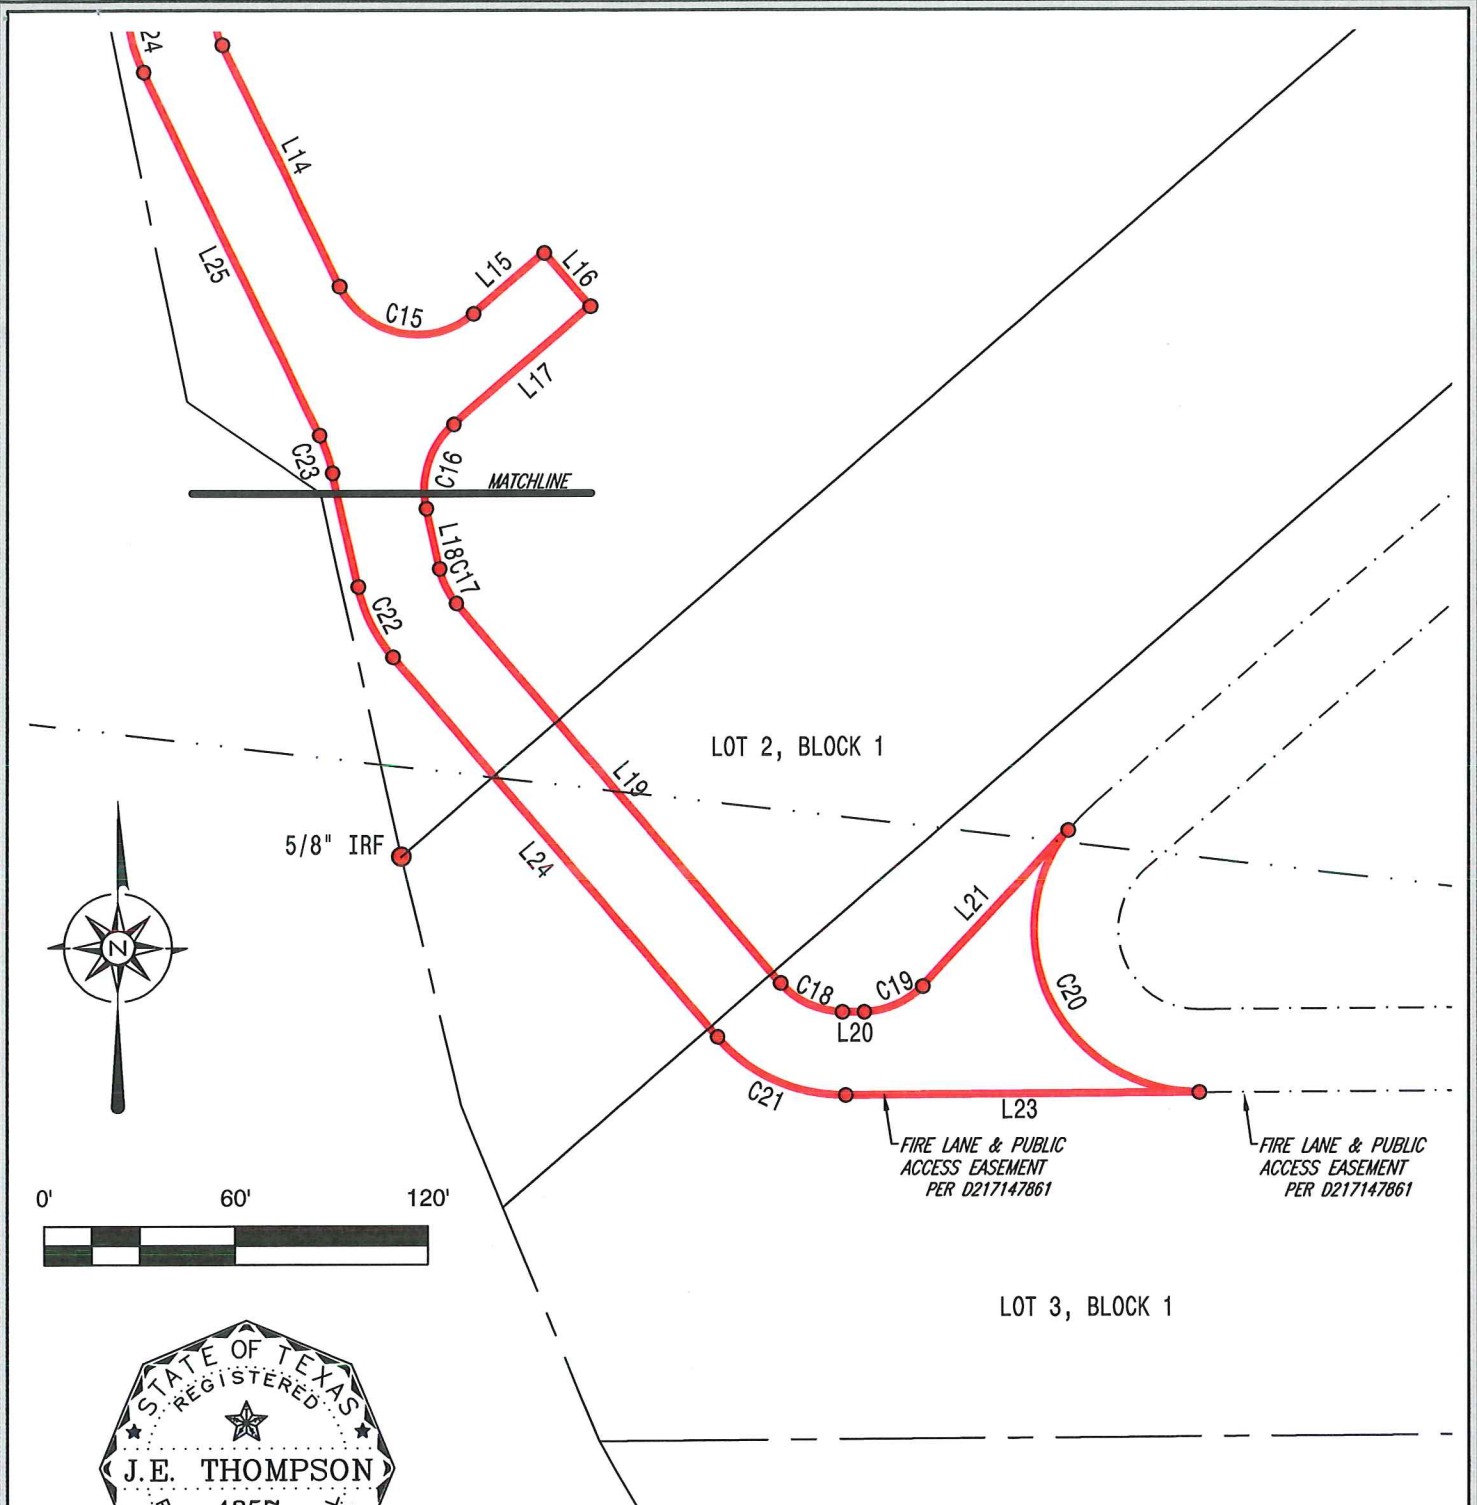 24
L14
L25
C15
L15
L16
L17
C23
C16
MATCHLINE
L18
C17
C22
L19
LOT 2, BLOCK 1
5/8" IRF
L24
L21
C18
C19
L20
C20
C21
L23
N
FIRE LANE & PUBLIC
ACCESS EASEMENT
PER D217147861
FIRE LANE & PUBLIC
ACCESS EASEMENT
PER D217147861
0' 60' 120'
LOT 3, BLOCK 1
STATE OF TEXAS
REGISTERED
J.E. THOMPSON